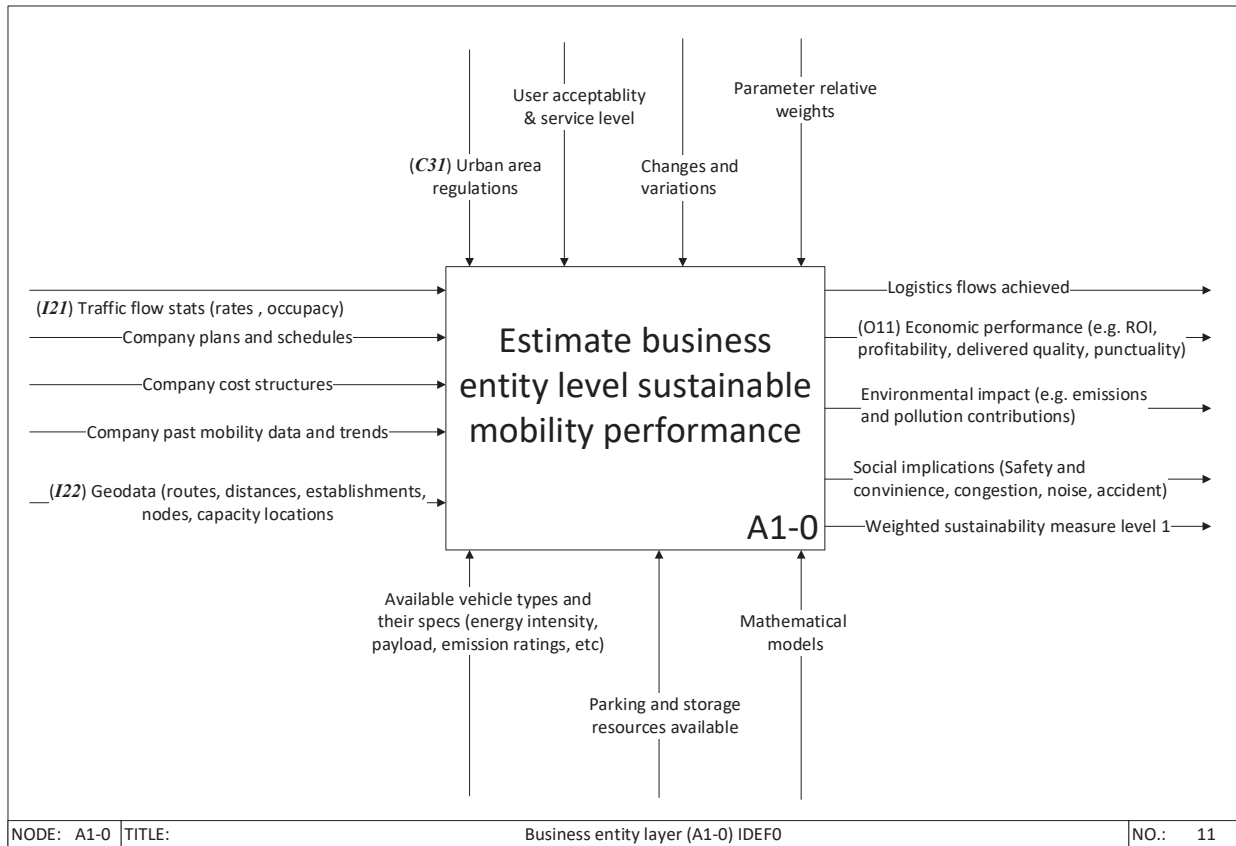 User acceptablity
& service level
Parameter relative
weights
(C31) Urban area
regulations
Changes and
variations
(I21) Traffic flow stats (rates , occupacy)
Company plans and schedules
Company cost structures
Company past mobility data and trends
(I22) Geodata (routes, distances, establishments,
nodes, capacity locations
Estimate business
entity level sustainable
mobility performance
A1-0
Logistics flows achieved
(O11) Economic performance (e.g. ROI,
profitability, delivered quality, punctuality)
Environmental impact (e.g. emissions
and pollution contributions)
Social implications (Safety and
convinience, congestion, noise, accident)
Weighted sustainability measure level 1
Available vehicle types and
their specs (energy intensity,
payload, emission ratings, etc)
Parking and storage
resources available
Mathematical
models
NODE: A1-0 TITLE: Business entity layer (A1-0) IDEF0 NO.: 11